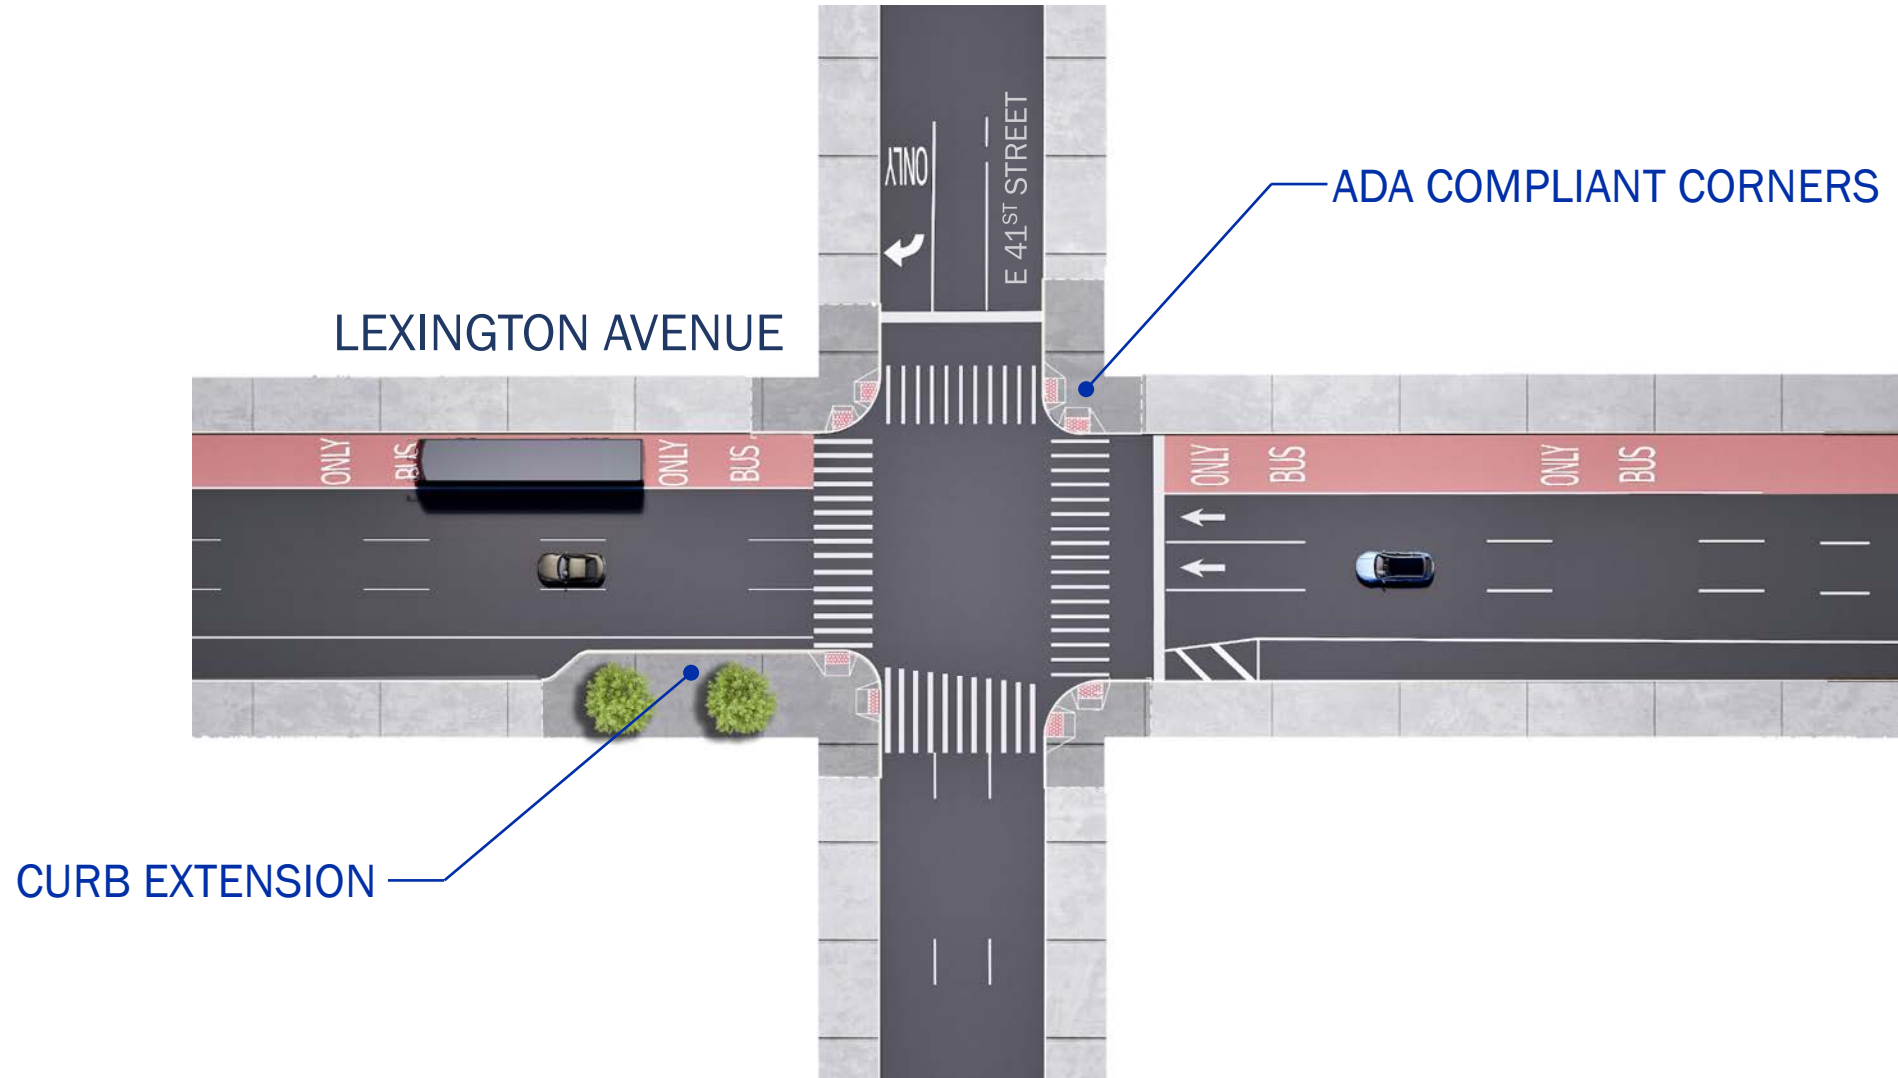 E 41ST STREET
ONLY
ADA COMPLIANT CORNERS
LEXINGTON AVENUE
ONLY
BUS
ONLY
BUS
ONLY
BUS
ONLY
BUS
CURB EXTENSION